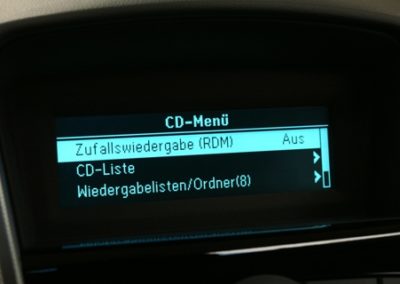 CD-Menü
Zufallswiedergabe (RDM) Aus
CD-Liste
Wiedergabelisten/Ordner(8)